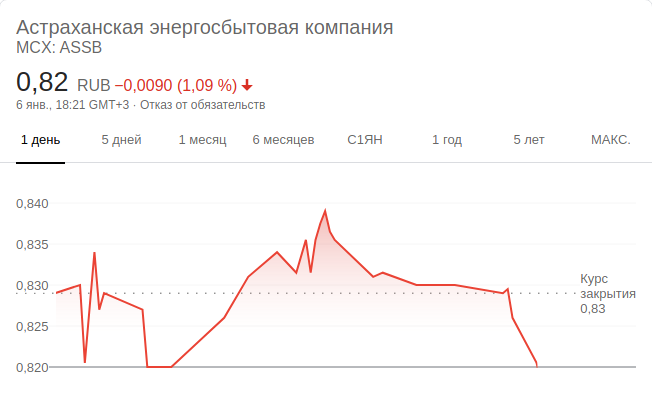 Астраханская энергосбытовая компания
MCX: ASSB
0,82 RUB −0,0090 (1,09 %)
6 янв., 18:21 GMT+3 · Отказ от обязательств
1 день 5 дней 1 месяц 6 месяцев С1ЯН 1 год 5 лет МАКС.
0,840
0,835
0,830
0,825
0,820
Курс
закрытия
0,83